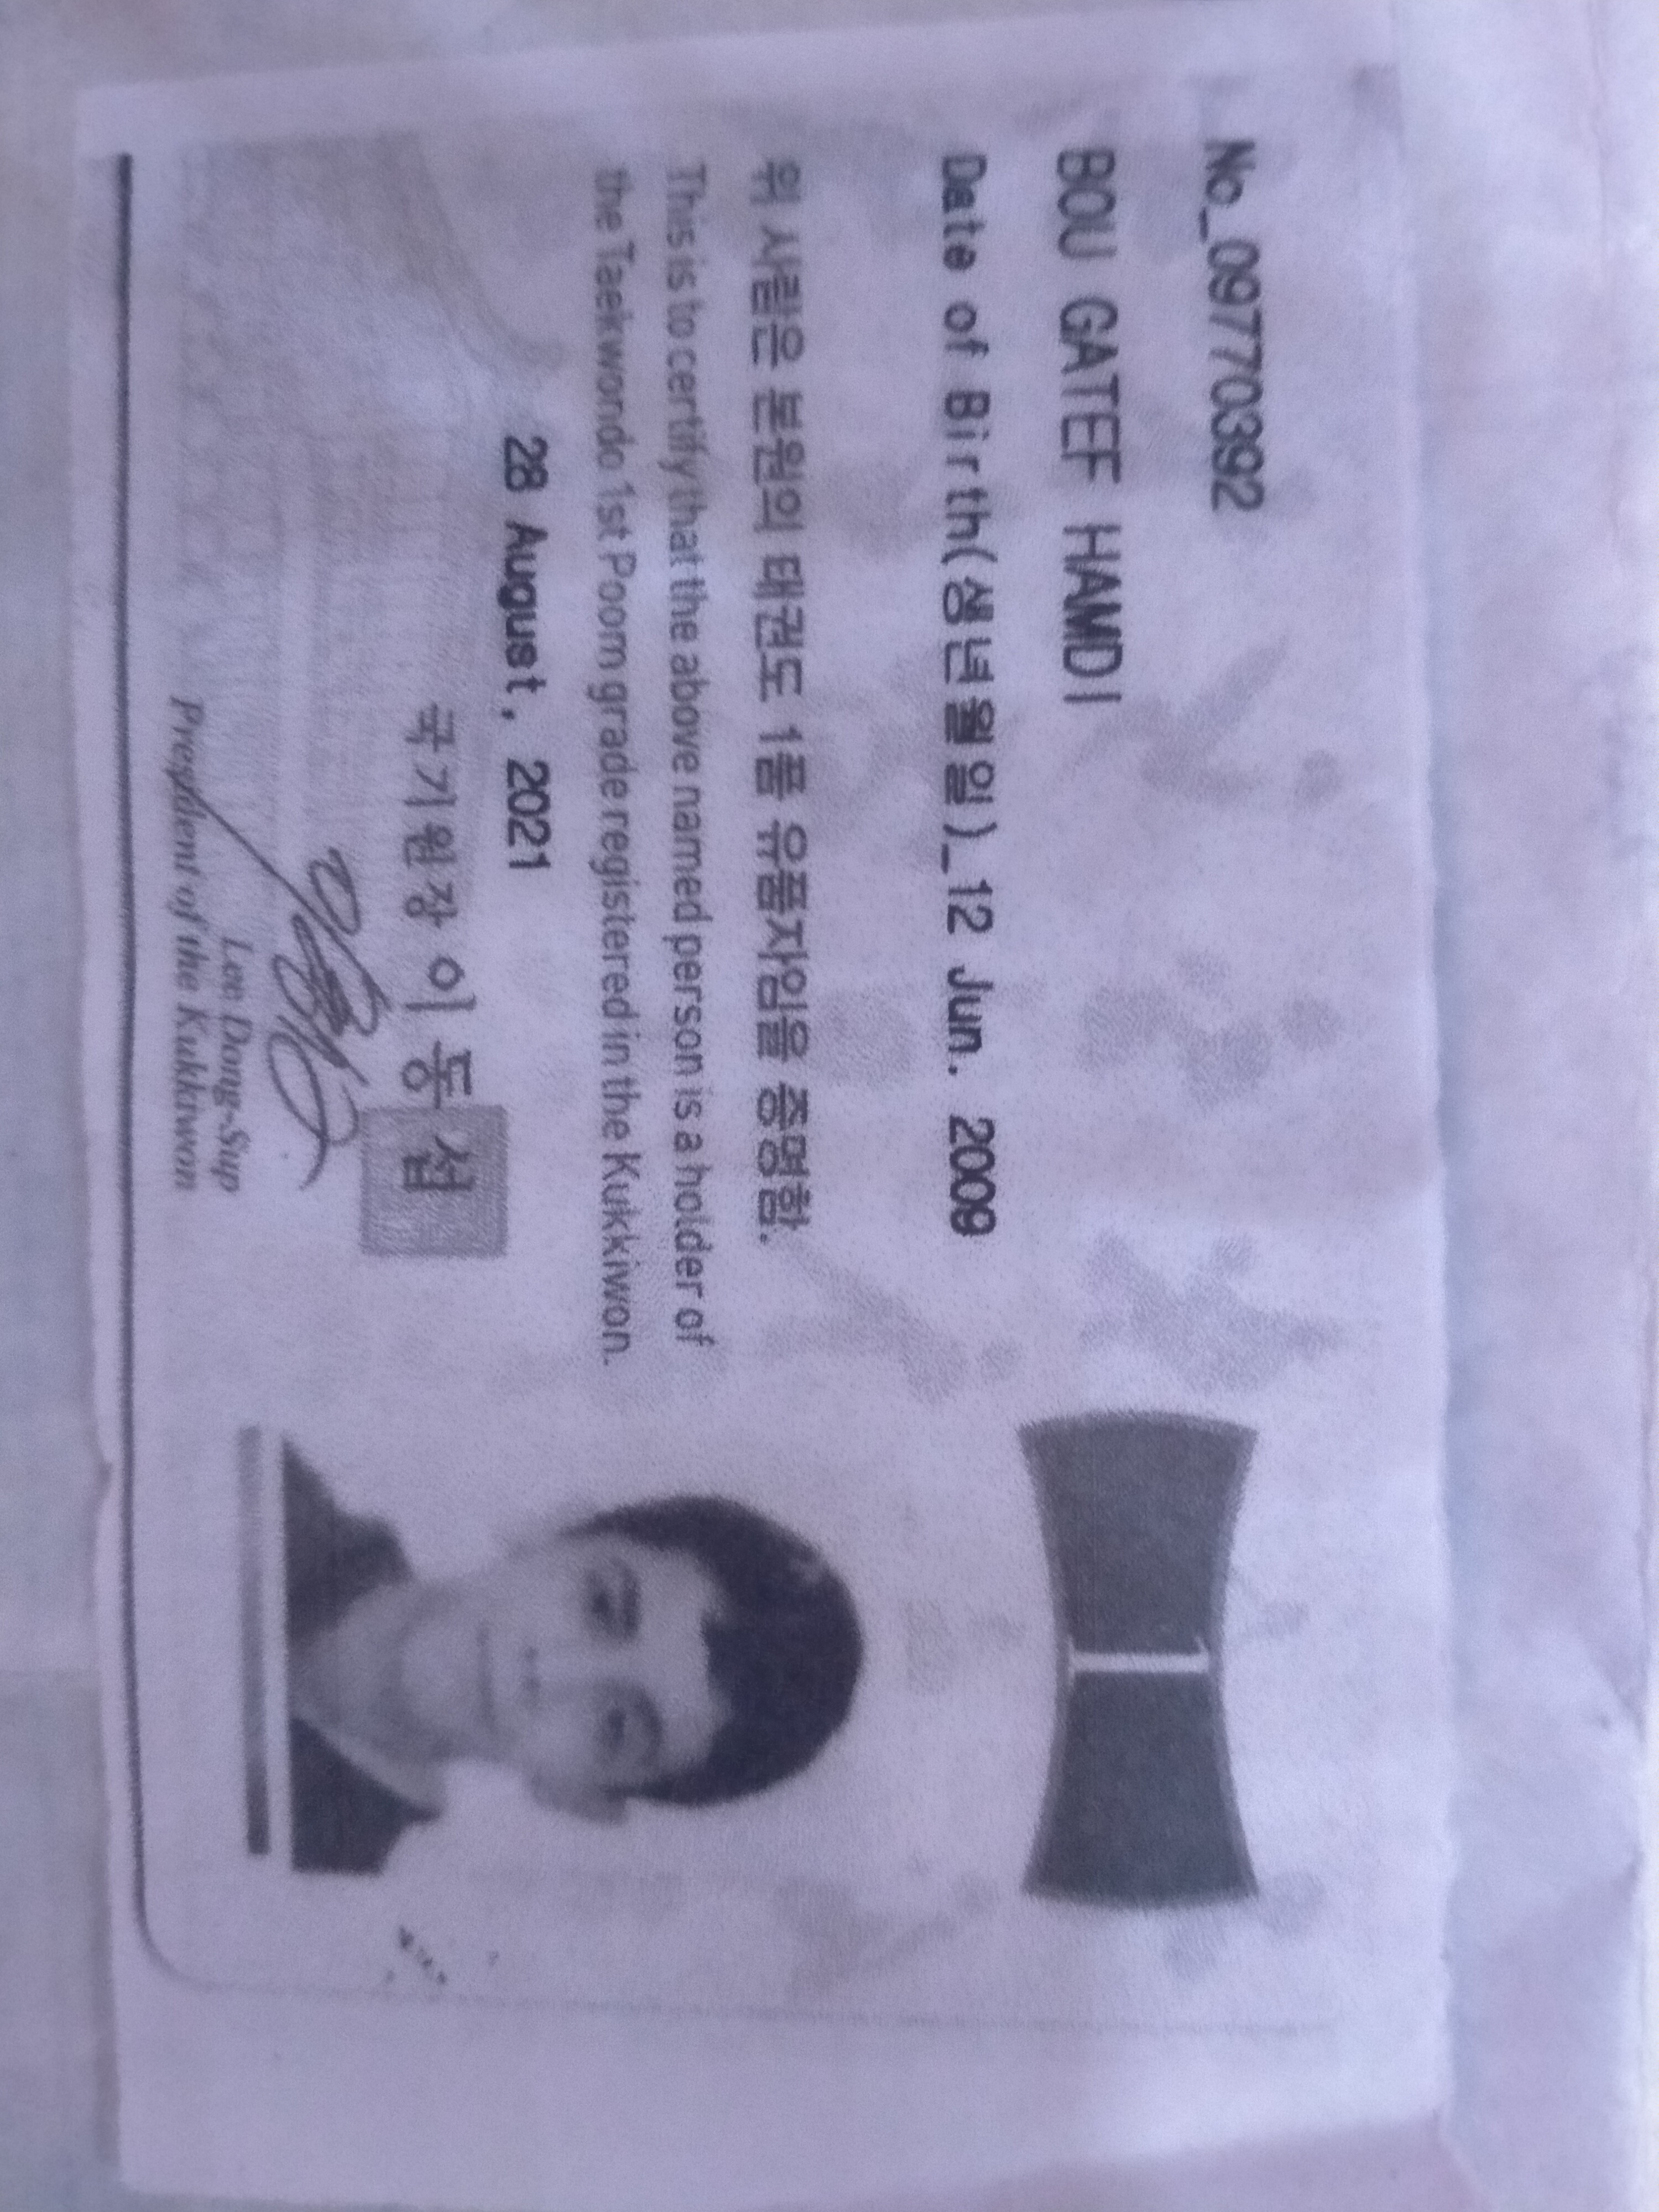 No_09770392
BOU GATEF HAMDI
Date of Birth(생년월일)_12 Jun. 2009
위 사람은 본원의 태권도 1품 유품자임을 증명함.
This is to certify that the above named person is a holder of
the Taekwondo 1st Poom grade registered in the Kukkiwon.
28 August, 2021
국기원장 이동섭
Lee Dong-Sup
President of the Kukkiwon